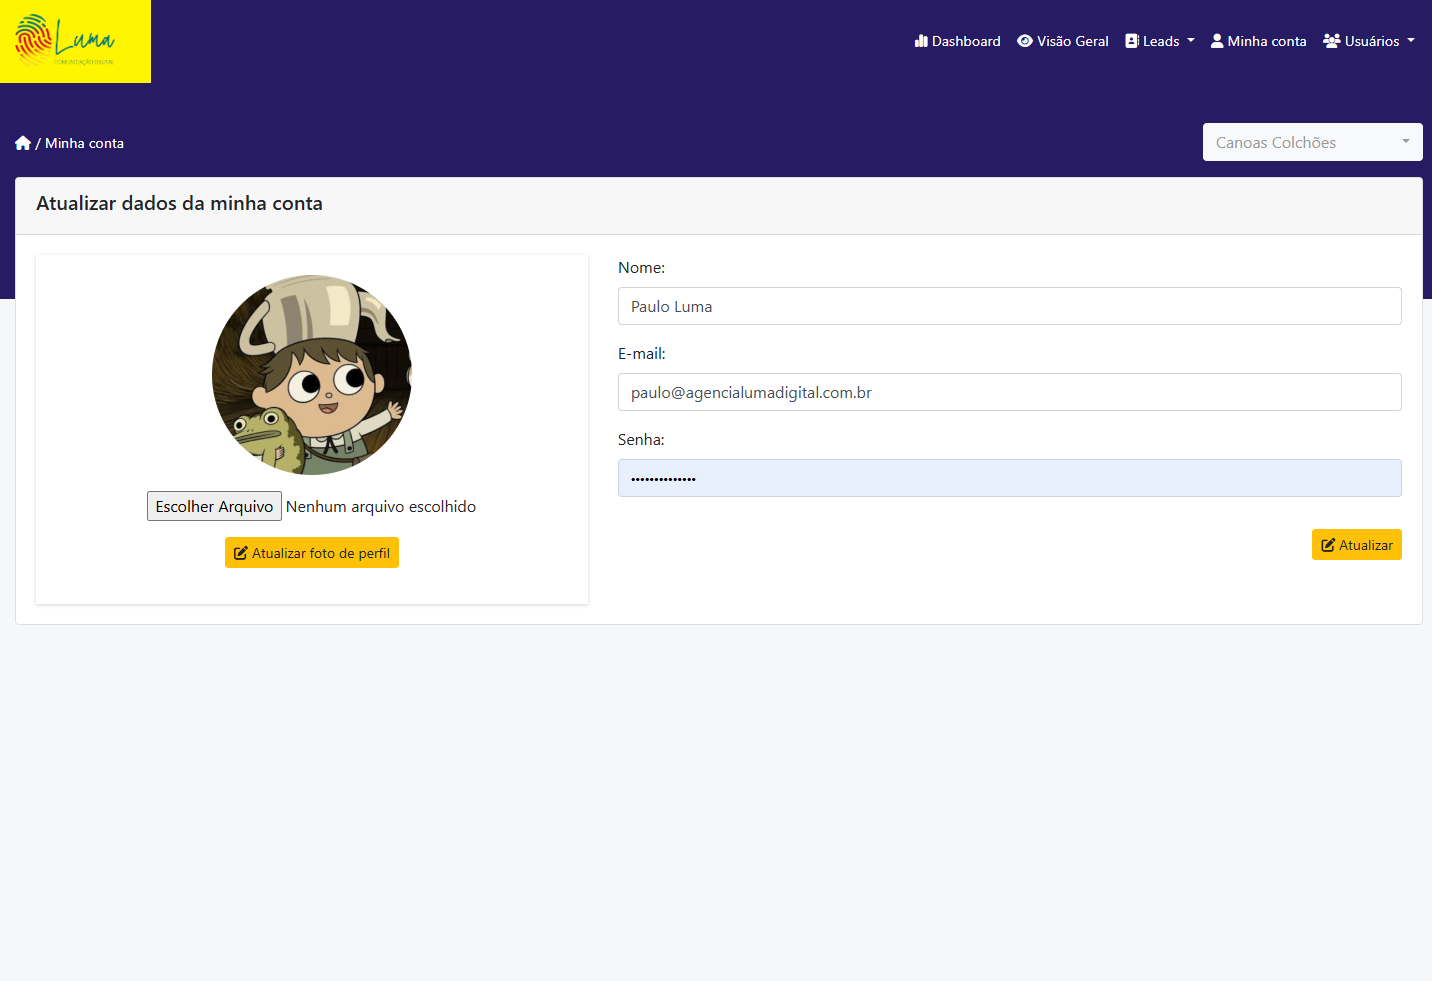 Luma
COMUNICAÇÃO DIGITAL
Dashboard Visão Geral Leads Minha conta Usuários
/ Minha conta
Canoas Colchões
Atualizar dados da minha conta
Nome:
Paulo Luma
E-mail:
paulo@agencialumadigital.com.br
Senha:
••••••••••••••
Escolher Arquivo Nenhum arquivo escolhido
Atualizar foto de perfil
Atualizar